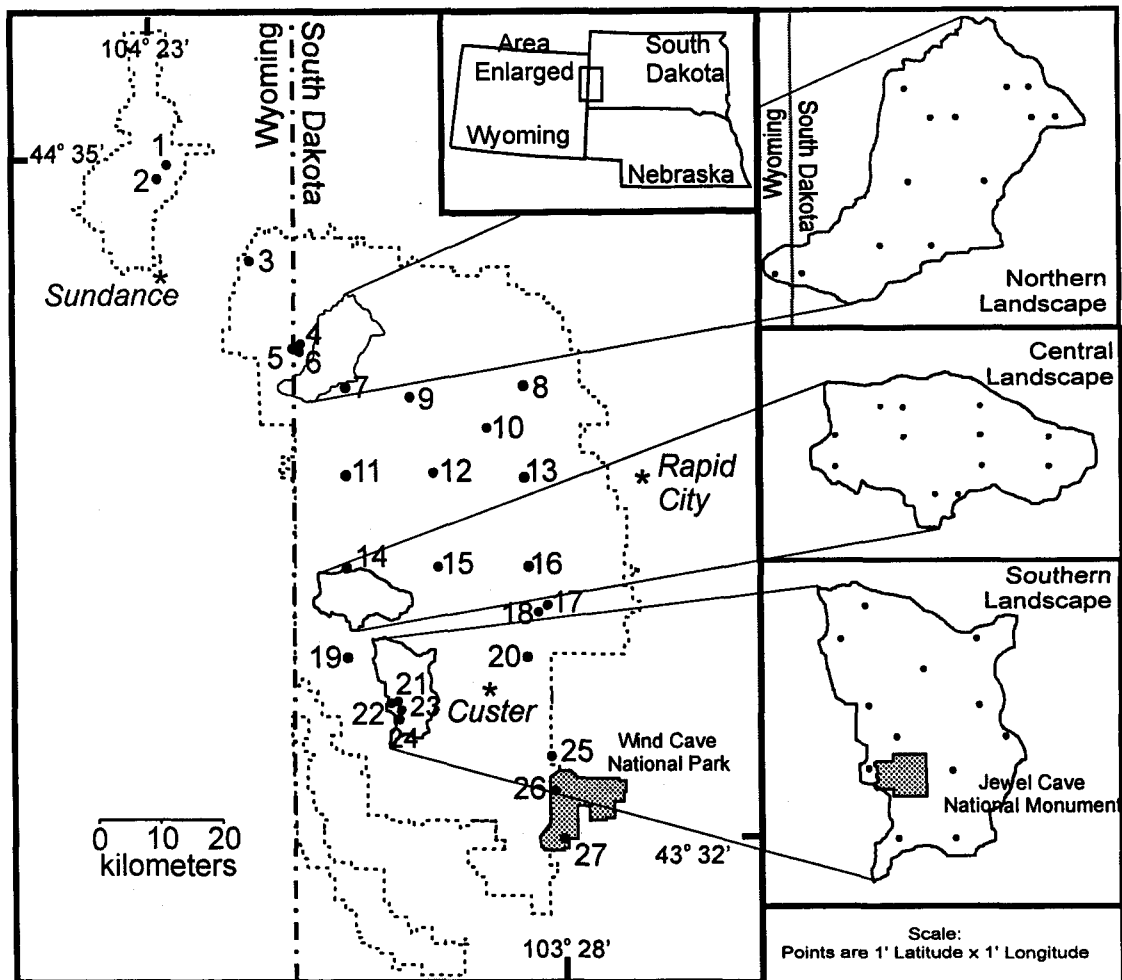 104° 23'
Wyoming
South Dakota
44° 35'
1
2
3
Sundance
*
4
5
6
7
8
9
10
11
12
13
* Rapid
City
14
15
16
17
18
19
20
21
22
23
24
* Custer
25
Wind Cave
National Park
26
27
0 10 20
kilometers
43° 32'
103° 28'
Area
Enlarged
South
Dakota
Wyoming
Nebraska
Wyoming
South Dakota
Northern
Landscape
Central
Landscape
Southern
Landscape
Jewel Cave
National Monument
Scale:
Points are 1' Latitude x 1' Longitude